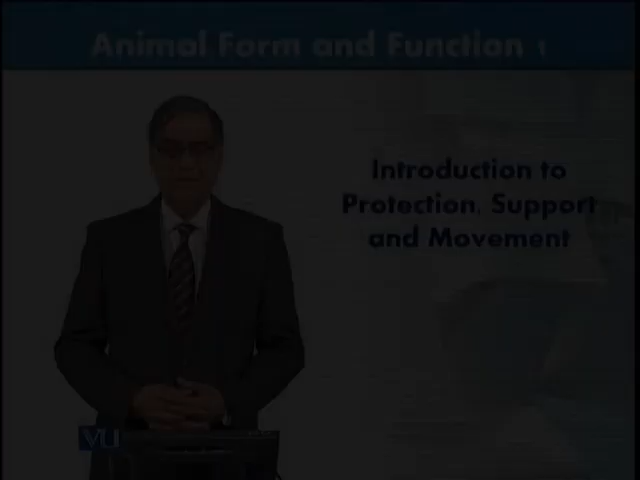 Animal Form and Function 1
Introduction to
Protection, Support
and Movement
VU